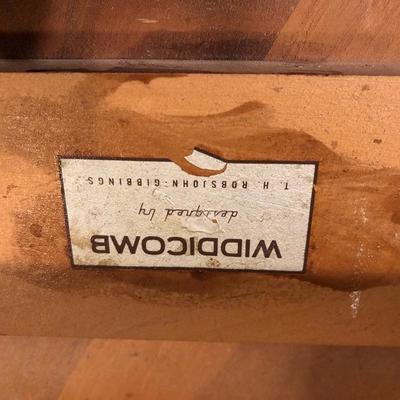 WIDDICOMB
designed by
T. H. ROBSJOHN-GIBBINGS